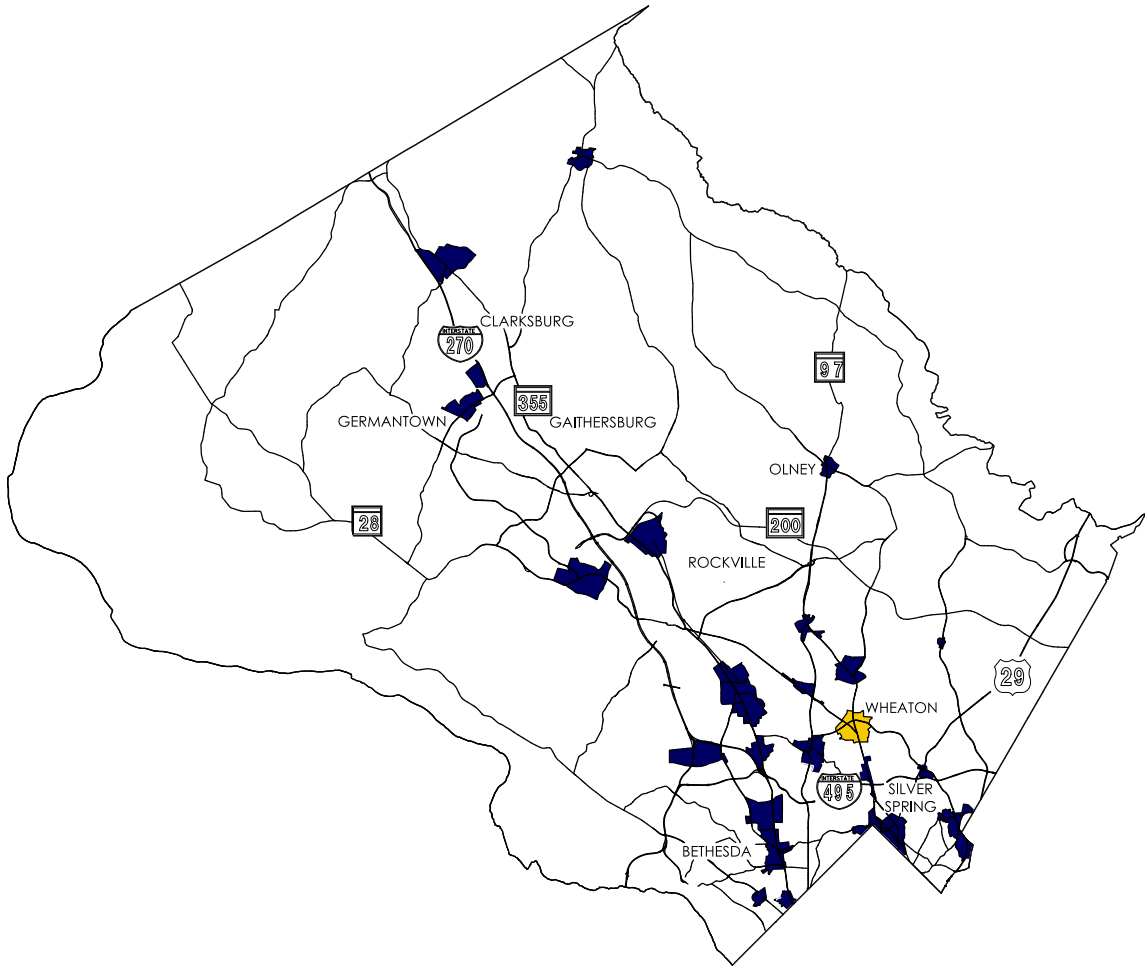 CLARKSBURG
INTERSTATE
270
97
355
GERMANTOWN
GAITHERSBURG
OLNEY
28
200
ROCKVILLE
29
WHEATON
INTERSTATE
495
SILVER
SPRING
BETHESDA